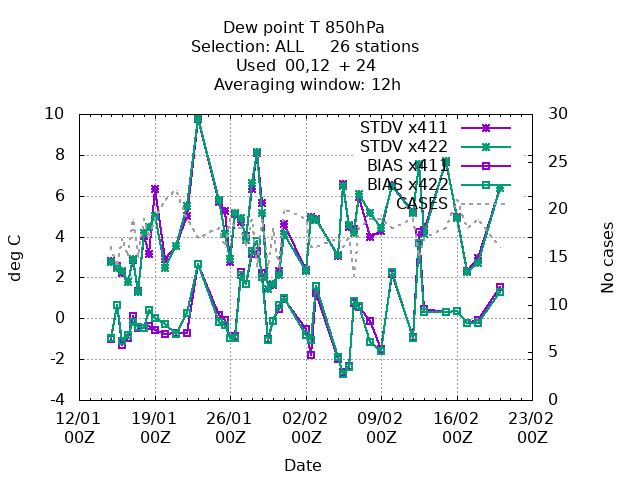 Dew point T 850hPa
Selection: ALL     26 stations
Used  00,12  + 24
Averaging window: 12h
10
8
6
4
2
0
-2
-4
30
25
20
15
10
5
0
deg C
No cases
STDV x411
STDV x422
BIAS x411
BIAS x422
CASES
12/01 19/01 26/01 02/02 09/02 16/02 23/02
00Z 00Z 00Z 00Z 00Z 00Z 00Z
Date